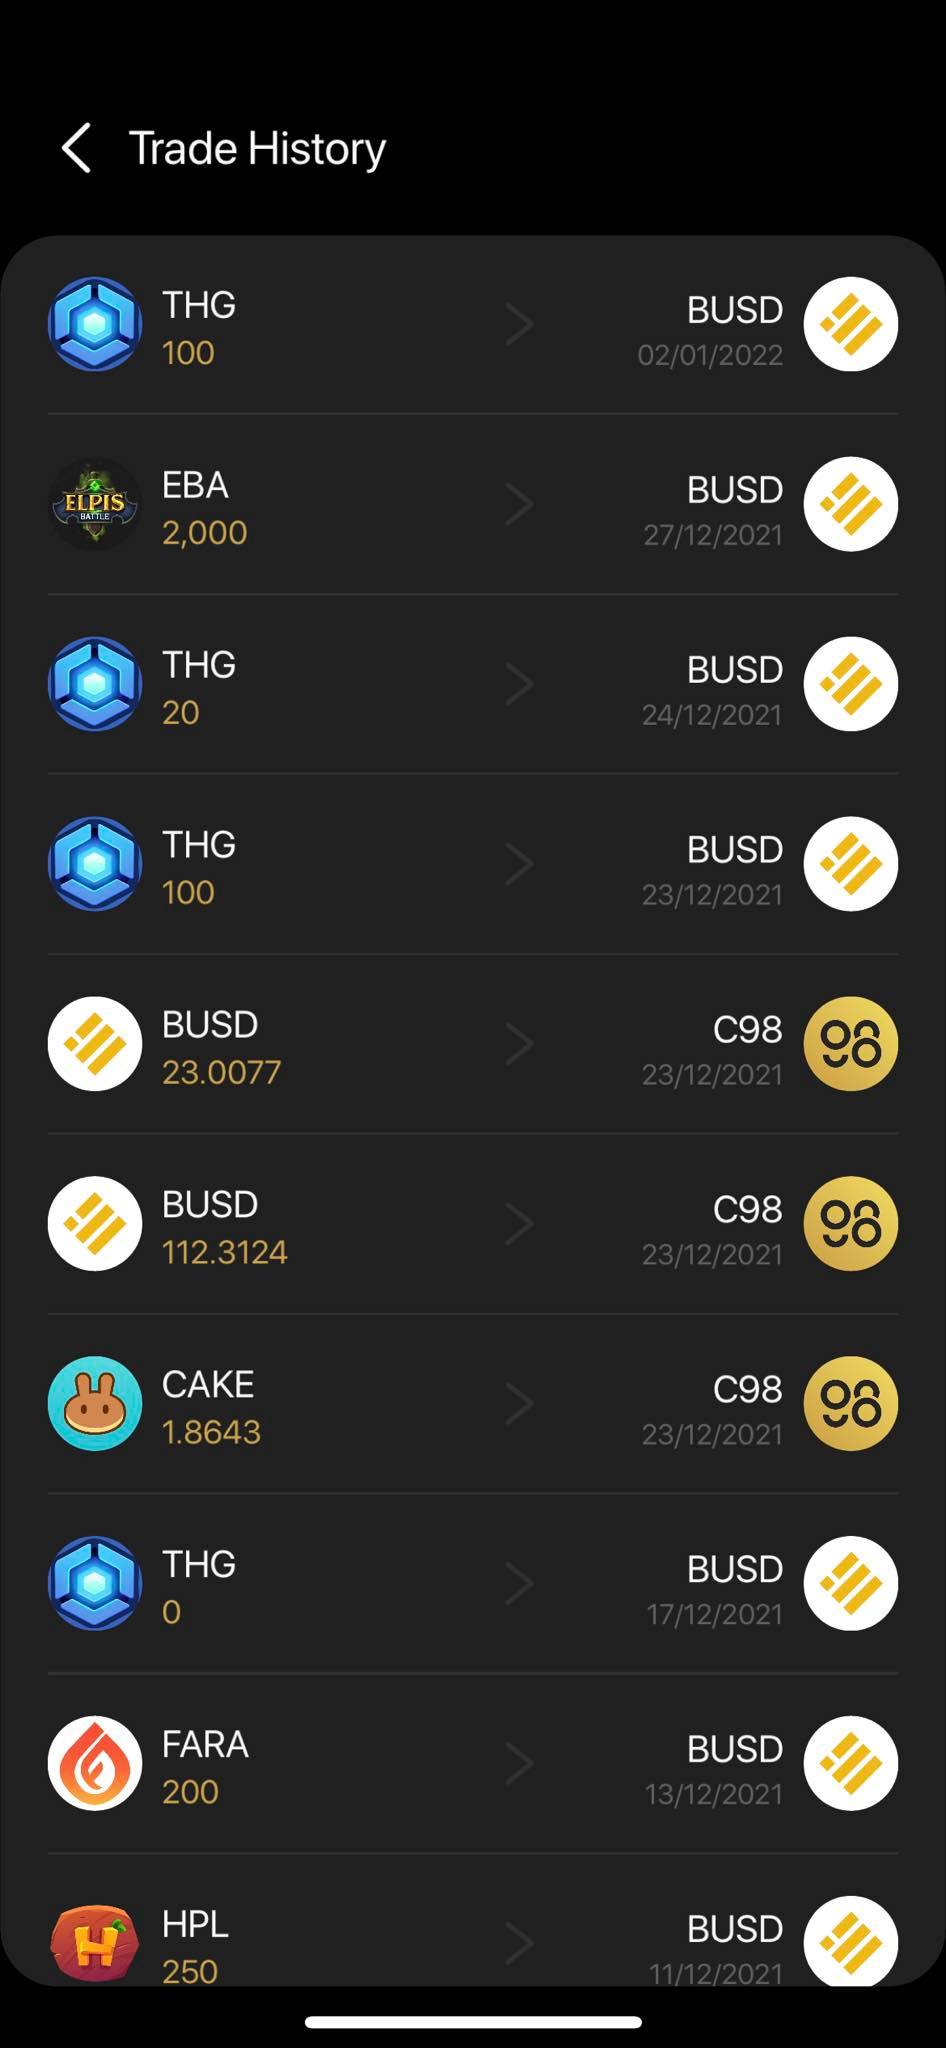 Trade History
THG
100
BUSD
02/01/2022
ELPIS
BATTLE
EBA
2,000
BUSD
27/12/2021
THG
20
BUSD
24/12/2021
THG
100
BUSD
23/12/2021
BUSD
23.0077
C98
23/12/2021
98
BUSD
112.3124
C98
23/12/2021
98
CAKE
1.8643
C98
23/12/2021
98
THG
0
BUSD
17/12/2021
FARA
200
BUSD
13/12/2021
H
HPL
250
BUSD
11/12/2021